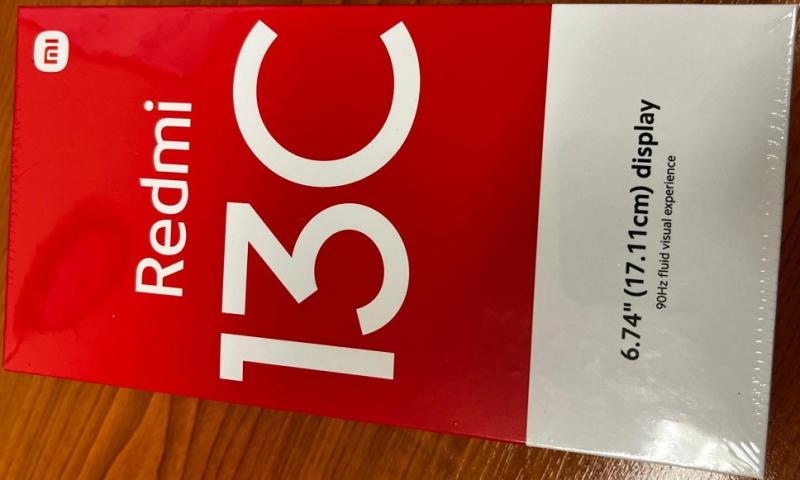 mi
Redmi
13C
6.74" (17.11cm) display
90Hz fluid visual experience